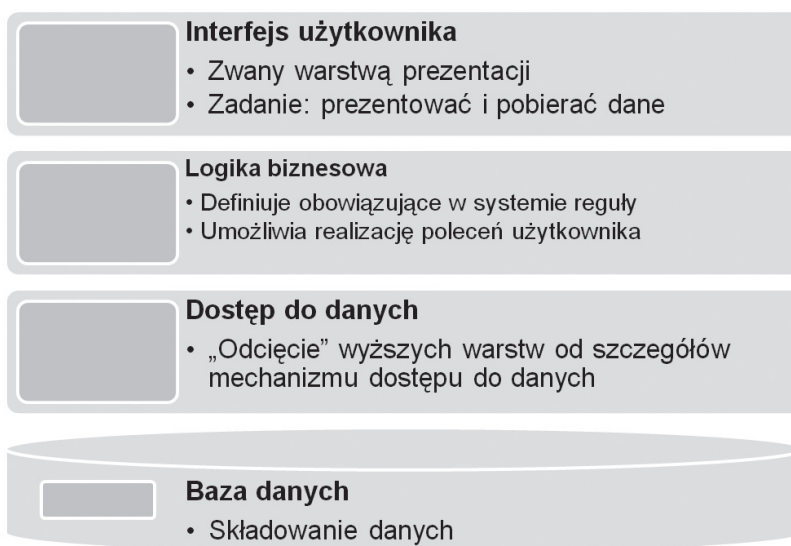 Interfejs użytkownika
• Zwany warstwą prezentacji
• Zadanie: prezentować i pobierać dane
Logika biznesowa
• Definiuje obowiązujące w systemie reguły
• Umożliwia realizację poleceń użytkownika
Dostęp do danych
• „Odcięcie” wyższych warstw od szczegółów
mechanizmu dostępu do danych
Baza danych
• Składowanie danych